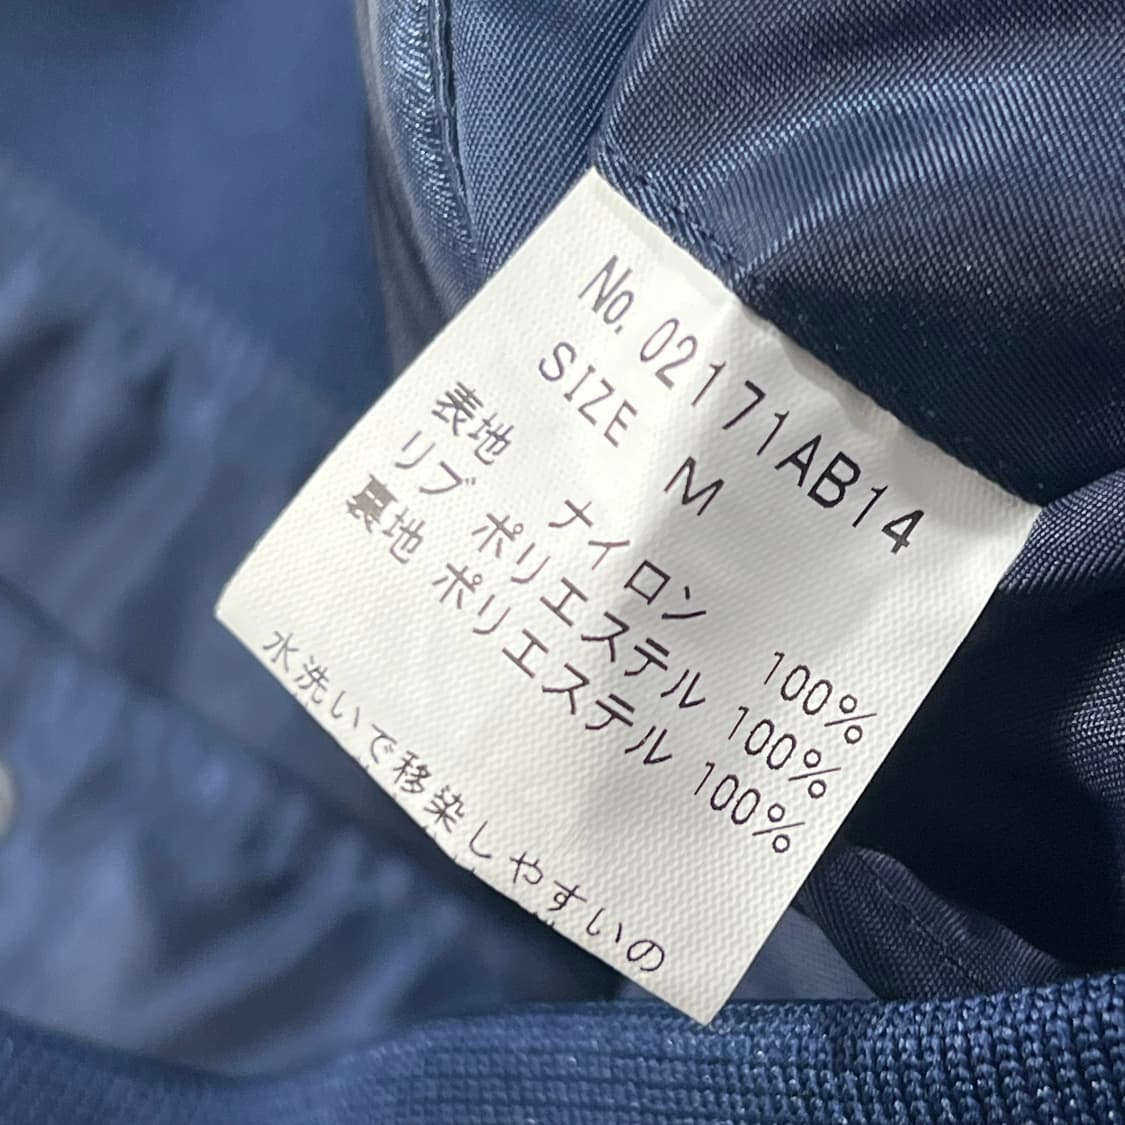 No. 02171AB14
SIZE M
表地 ナイロン 100%
リブ ポリエステル 100%
裏地 ポリエステル 100%
水洗いで移染しやすいの